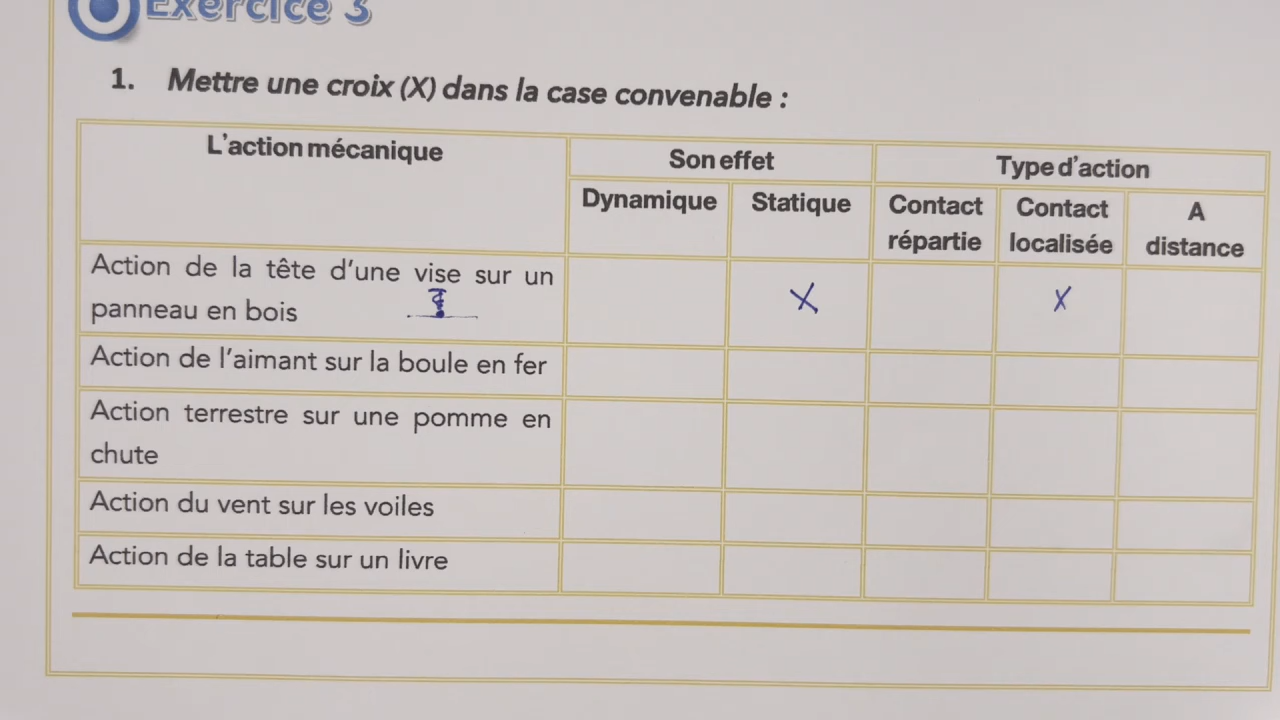 Exercice 3
1. Mettre une croix (X) dans la case convenable :
L'action mécanique
Son effet
Type d'action
Dynamique
Statique
Contact répartie
Contact localisée
A distance
Action de la tête d'une vise sur un
panneau en bois
X
X
Action de l'aimant sur la boule en fer
Action terrestre sur une pomme en
chute
Action du vent sur les voiles
Action de la table sur un livre